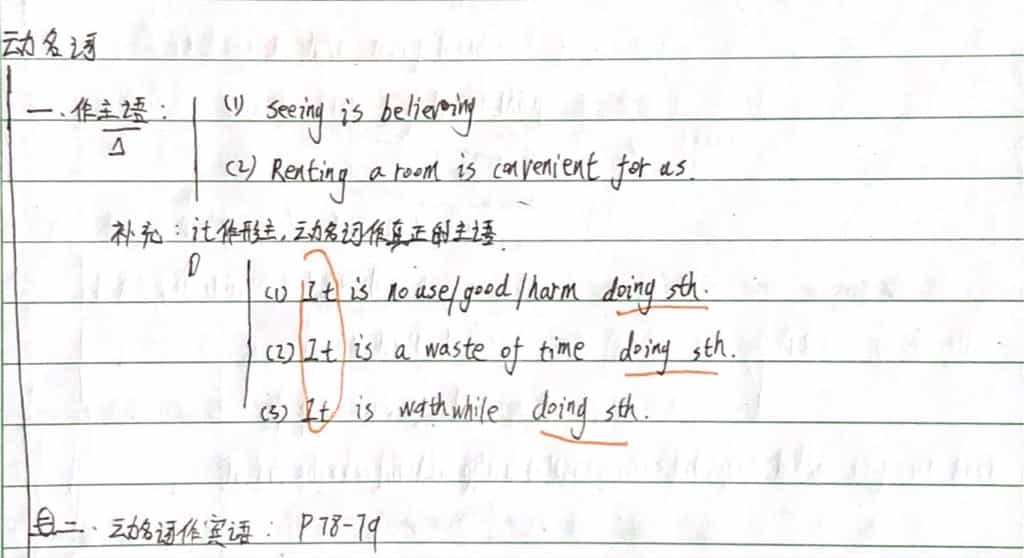 动名词
一. 作主语: (1) Seeing is believing
(2) Renting a room is convenient for us.
补充: it作形主, 动名词作真正的主语.
(1) It is no use/good/harm doing sth.
(2) It is a waste of time doing sth.
(3) It is wathwhile doing sth.
二. 动名词作宾语: P78-79